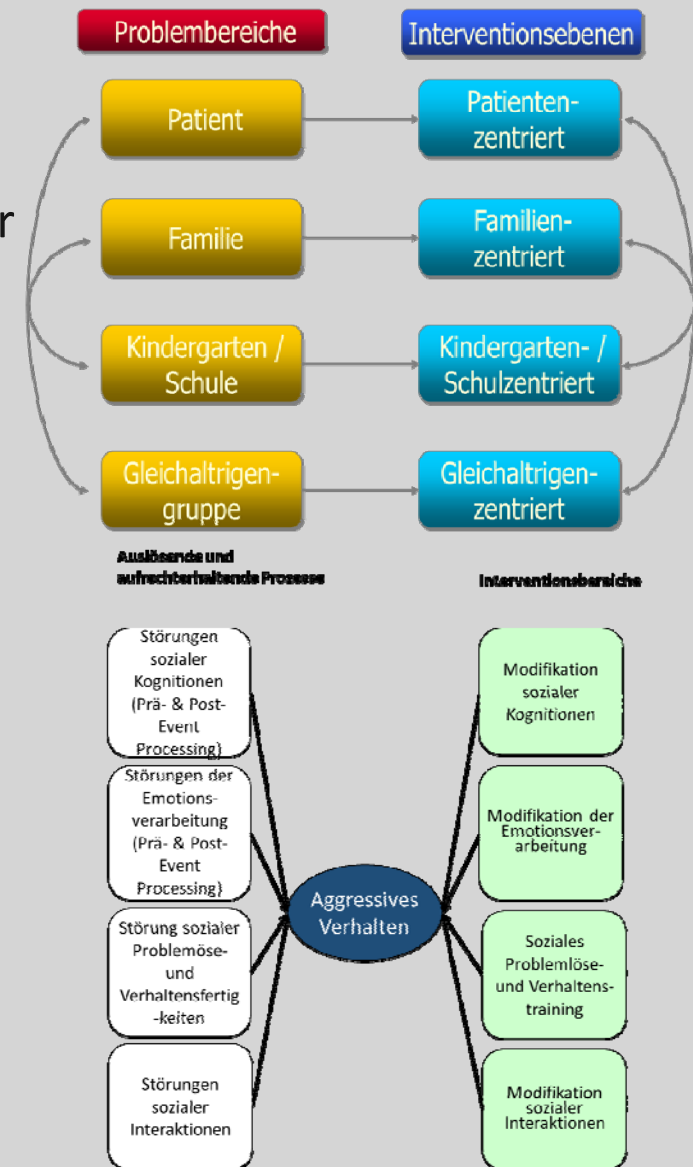 Problembereiche
Interventionsebenen
Patient
Patienten-
zentriert
r
Familie
Familien-
zentriert
Kindergarten /
Schule
Kindergarten- /
Schulzentriert
Gleichaltrigen-
gruppe
Gleichaltrigen-
zentriert
Auslösende und
aufrechterhaltende Prozesse
Interventionsbereiche
Störungen
sozialer
Kognitionen
(Prä- & Post-
Event
Processing)
Modifikation
sozialer
Kognitionen
Störungen der
Emotions-
verarbeitung
(Prä- & Post-
Event
Processing)
Modifikation der
Emotionsver-
arbeitung
Aggressives
Verhalten
Störung sozialer
Problemöse-
und
Verhaltensfertig
-keiten
Soziales
Problemlöse-
und Verhaltens-
training
Störungen
sozialer
Interaktionen
Modifikation
sozialer
Interaktionen